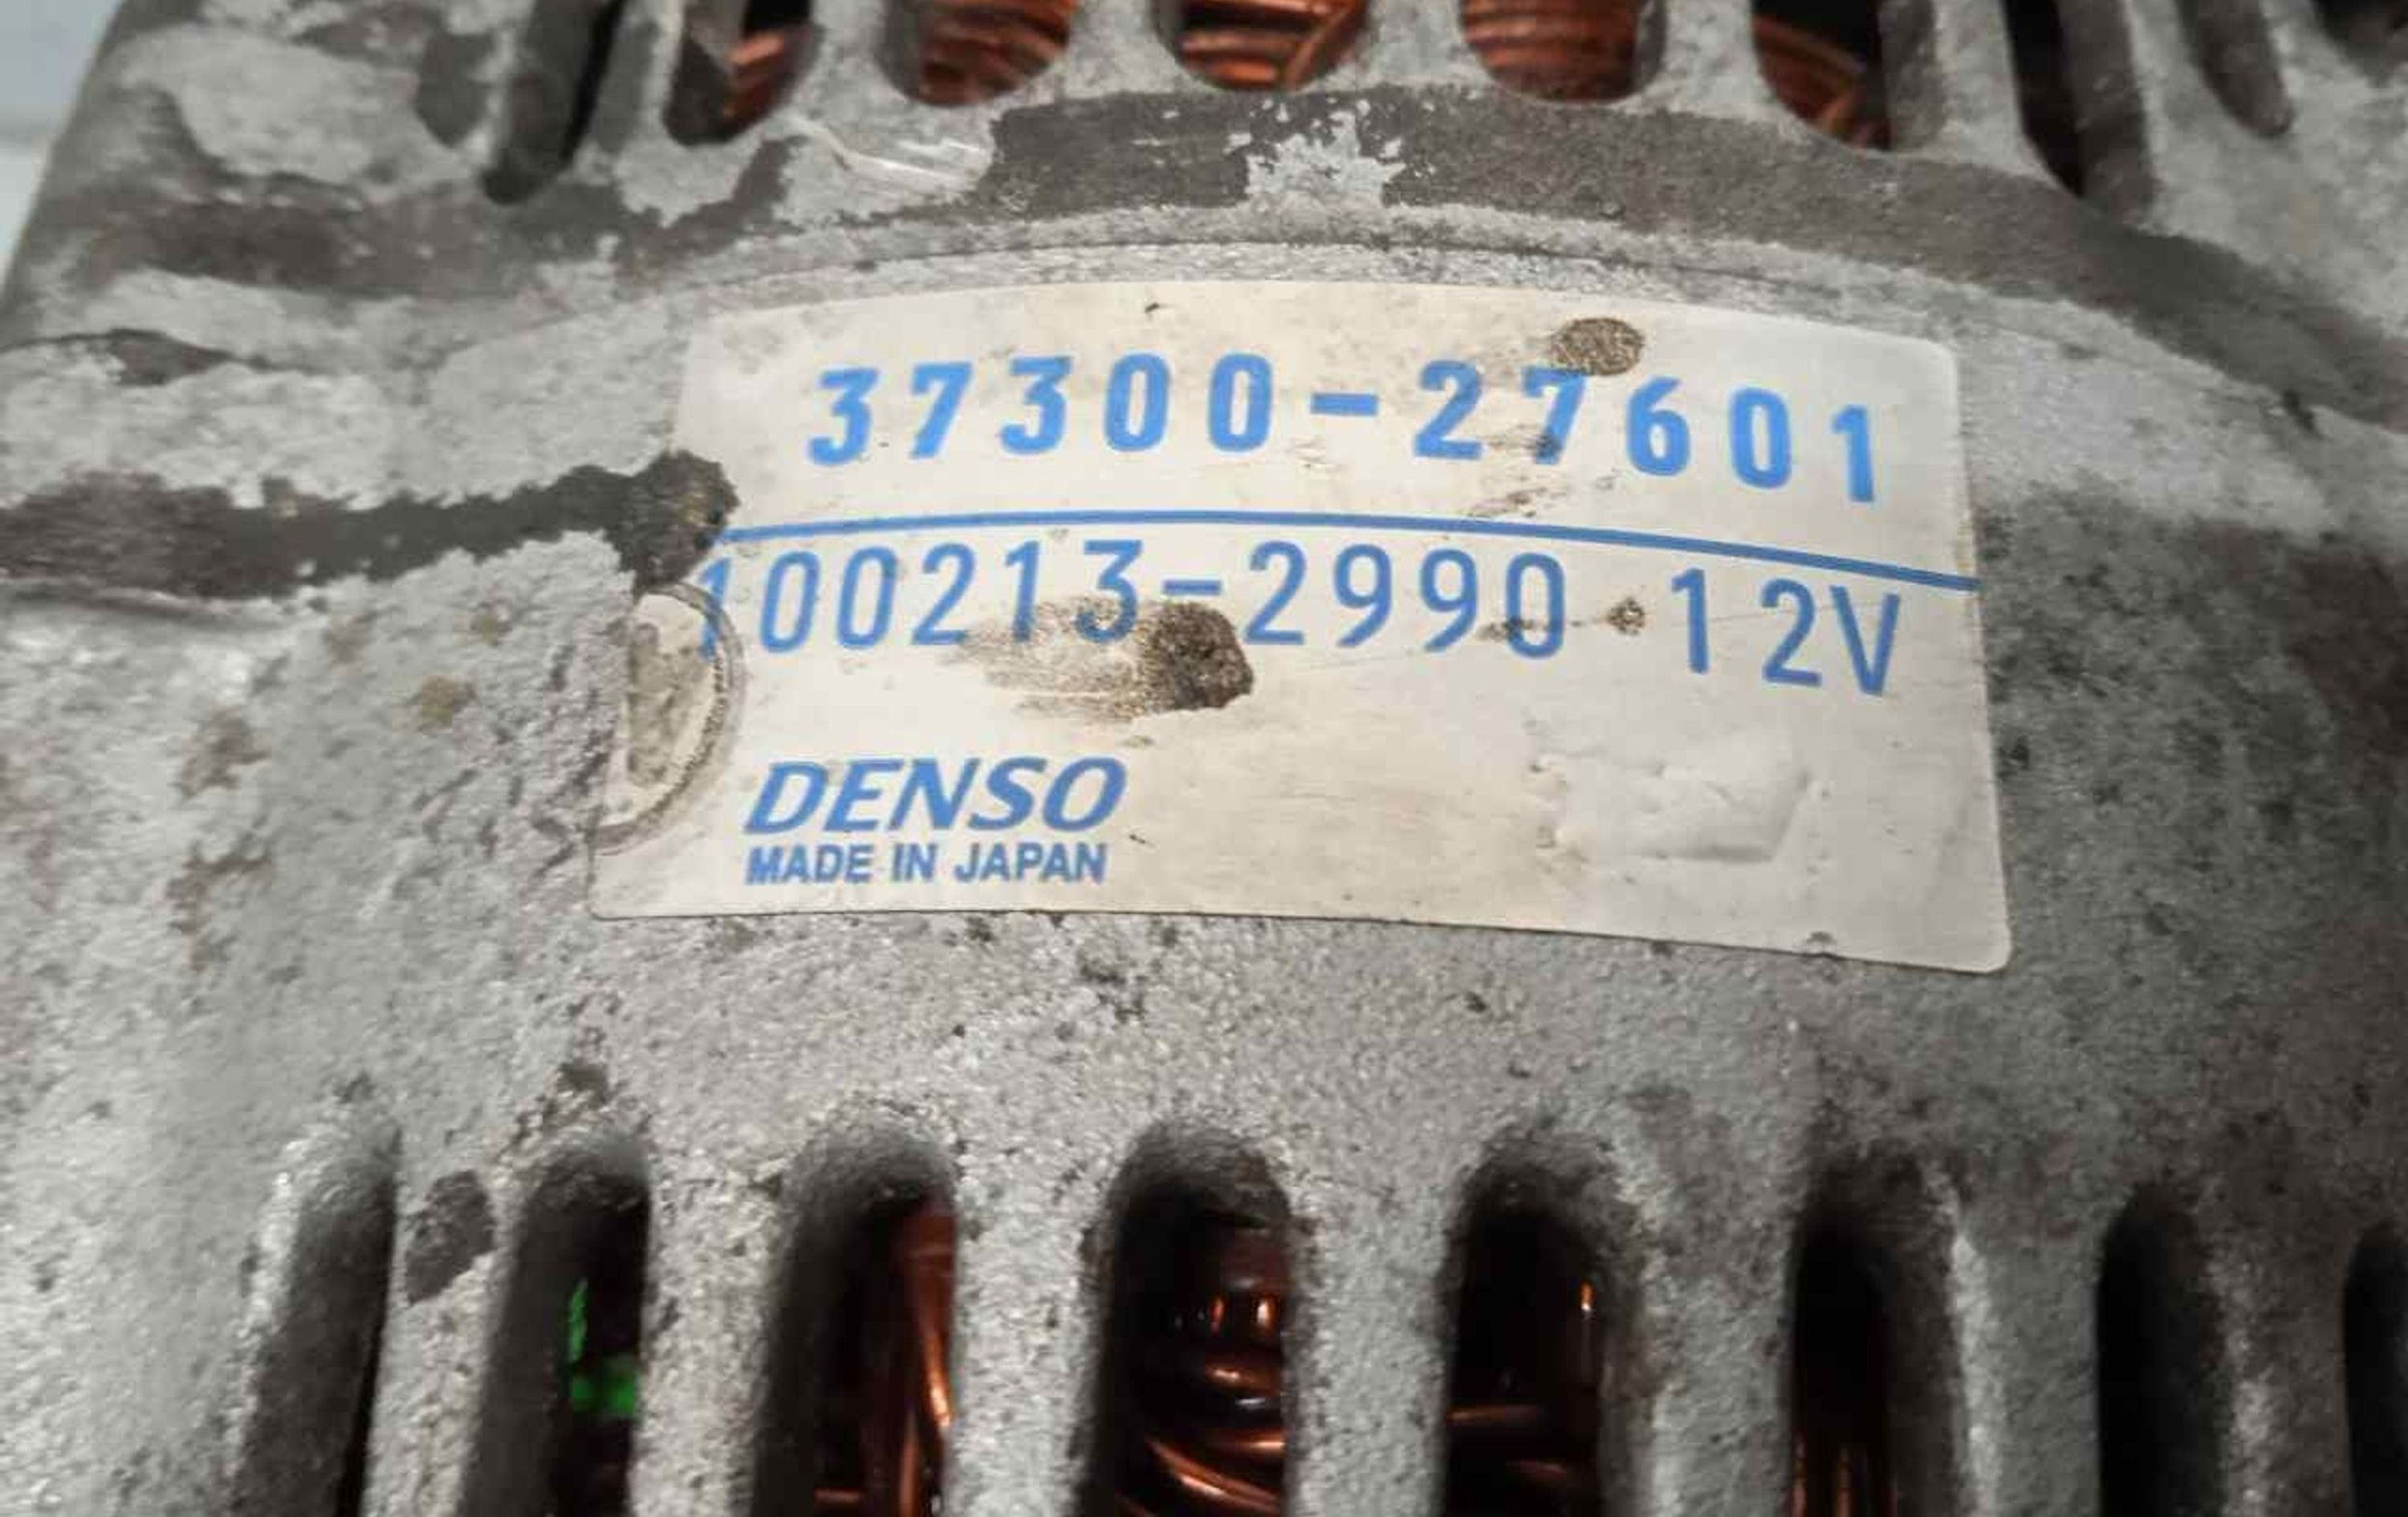 37300-27601
100213-2990 12V
DENSO
MADE IN JAPAN